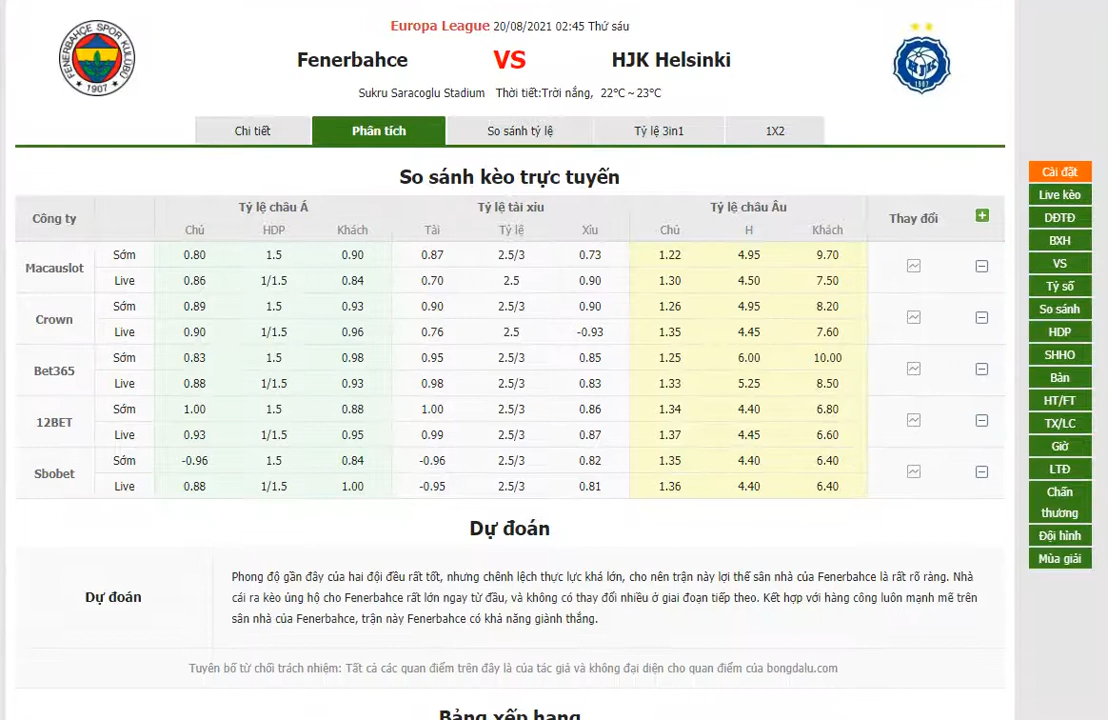 FENERBAHÇE SPOR KULÜBÜ
1907
HJK
1907
Europa League 20/08/2021 02:45 Thứ sáu
Fenerbahce VS HJK Helsinki
Sukru Saracoglu Stadium Thời tiết:Trời nắng, 22℃～23℃
Chi tiết Phân tích So sánh tỷ lệ Tỷ lệ 3in1 1X2
So sánh kèo trực tuyến
Công ty Tỷ lệ châu Á Tỷ lệ tài xỉu Tỷ lệ châu Âu Thay đổi
Chủ HDP Khách Tài Tỷ lệ Xỉu Chủ H Khách
Macauslot
Sớm 0.80 1.5 0.90 0.87 2.5/3 0.73 1.22 4.95 9.70
Live 0.86 1/1.5 0.84 0.70 2.5 0.90 1.30 4.50 7.50
Crown
Sớm 0.89 1.5 0.93 0.90 2.5/3 0.90 1.26 4.95 8.20
Live 0.90 1/1.5 0.96 0.76 2.5 -0.93 1.35 4.45 7.60
Bet365
Sớm 0.83 1.5 0.98 0.95 2.5/3 0.85 1.25 6.00 10.00
Live 0.88 1/1.5 0.93 0.98 2.5/3 0.83 1.33 5.25 8.50
12BET
Sớm 1.00 1.5 0.88 1.00 2.5/3 0.86 1.34 4.40 6.80
Live 0.93 1/1.5 0.95 0.99 2.5/3 0.87 1.37 4.45 6.60
Sbobet
Sớm -0.96 1.5 0.84 -0.96 2.5/3 0.82 1.35 4.40 6.40
Live 0.88 1/1.5 1.00 -0.95 2.5/3 0.81 1.36 4.40 6.40
Dự đoán
Dự đoán
Phong độ gần đây của hai đội đều rất tốt, nhưng chênh lệch thực lực khá lớn, cho nên trận này lợi thế sân nhà của Fenerbahce là rất rõ ràng. Nhà
cái ra kèo ủng hộ cho Fenerbahce rất lớn ngay từ đầu, và không có thay đổi nhiều ở giai đoạn tiếp theo. Kết hợp với hàng công luôn mạnh mẽ trên
sân nhà của Fenerbahce, trận này Fenerbahce có khả năng giành thắng.
Tuyên bố từ chối trách nhiệm: Tất cả các quan điểm trên đây là của tác giả và không đại diện cho quan điểm của bongdalu.com
Bảng xếp hạng
Cài đặt
Live kèo
DĐTĐ
BXH
VS
Tỷ số
So sánh
HDP
SHHO
Bàn
HT/FT
TX/LC
Giờ
LTĐ
Chấn
thương
Đội hình
Mùa giải